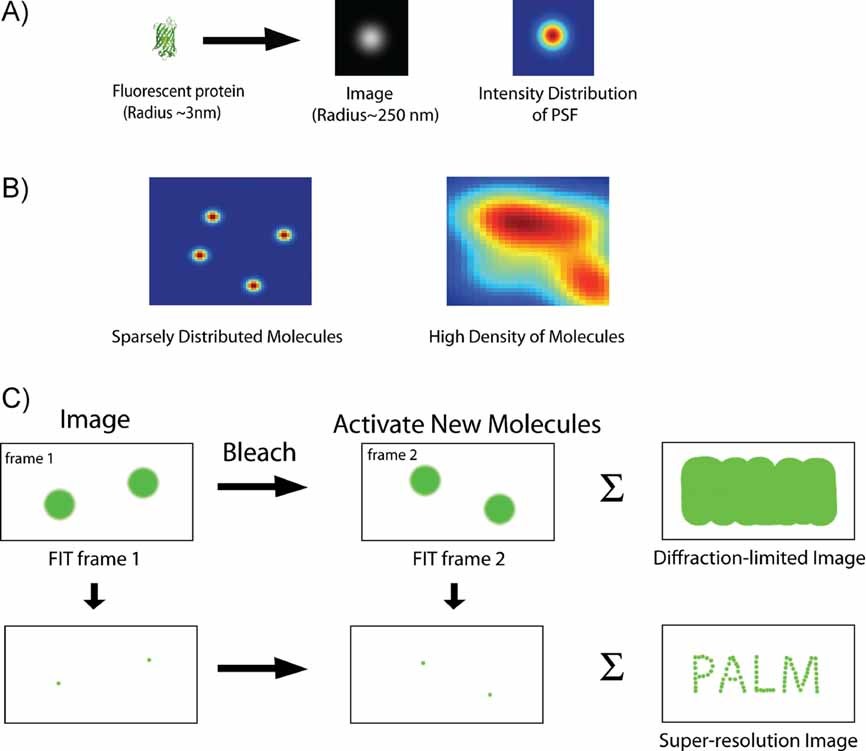 A)
Fluorescent protein
(Radius ~3nm)
Image
(Radius~250 nm)
Intensity Distribution
of PSF
B)
Sparsely Distributed Molecules
High Density of Molecules
C)
Image
Bleach
Activate New Molecules
frame 1
frame 2
Σ
FIT frame 1
FIT frame 2
Diffraction-limited Image
Σ
PALM
Super-resolution Image